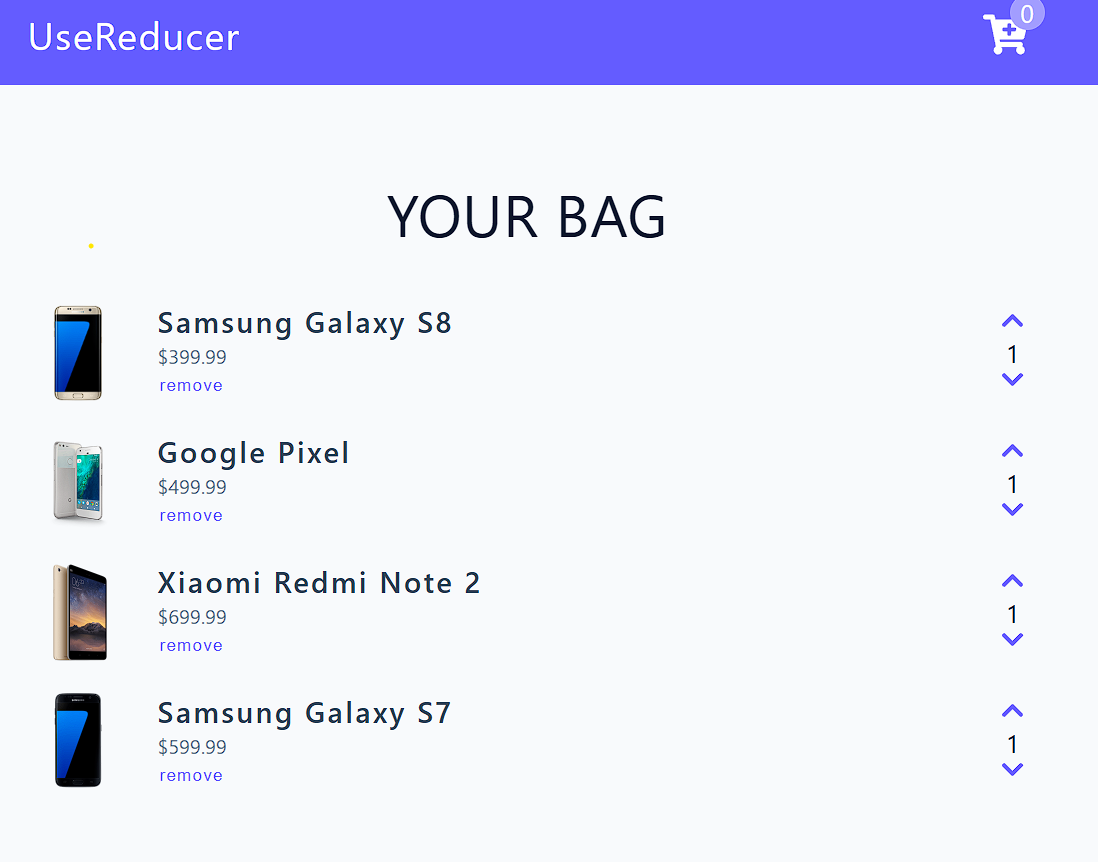 UseReducer
0
YOUR BAG
Samsung Galaxy S8
$399.99
remove
1
Google Pixel
$499.99
remove
1
Xiaomi Redmi Note 2
$699.99
remove
1
Samsung Galaxy S7
$599.99
remove
1